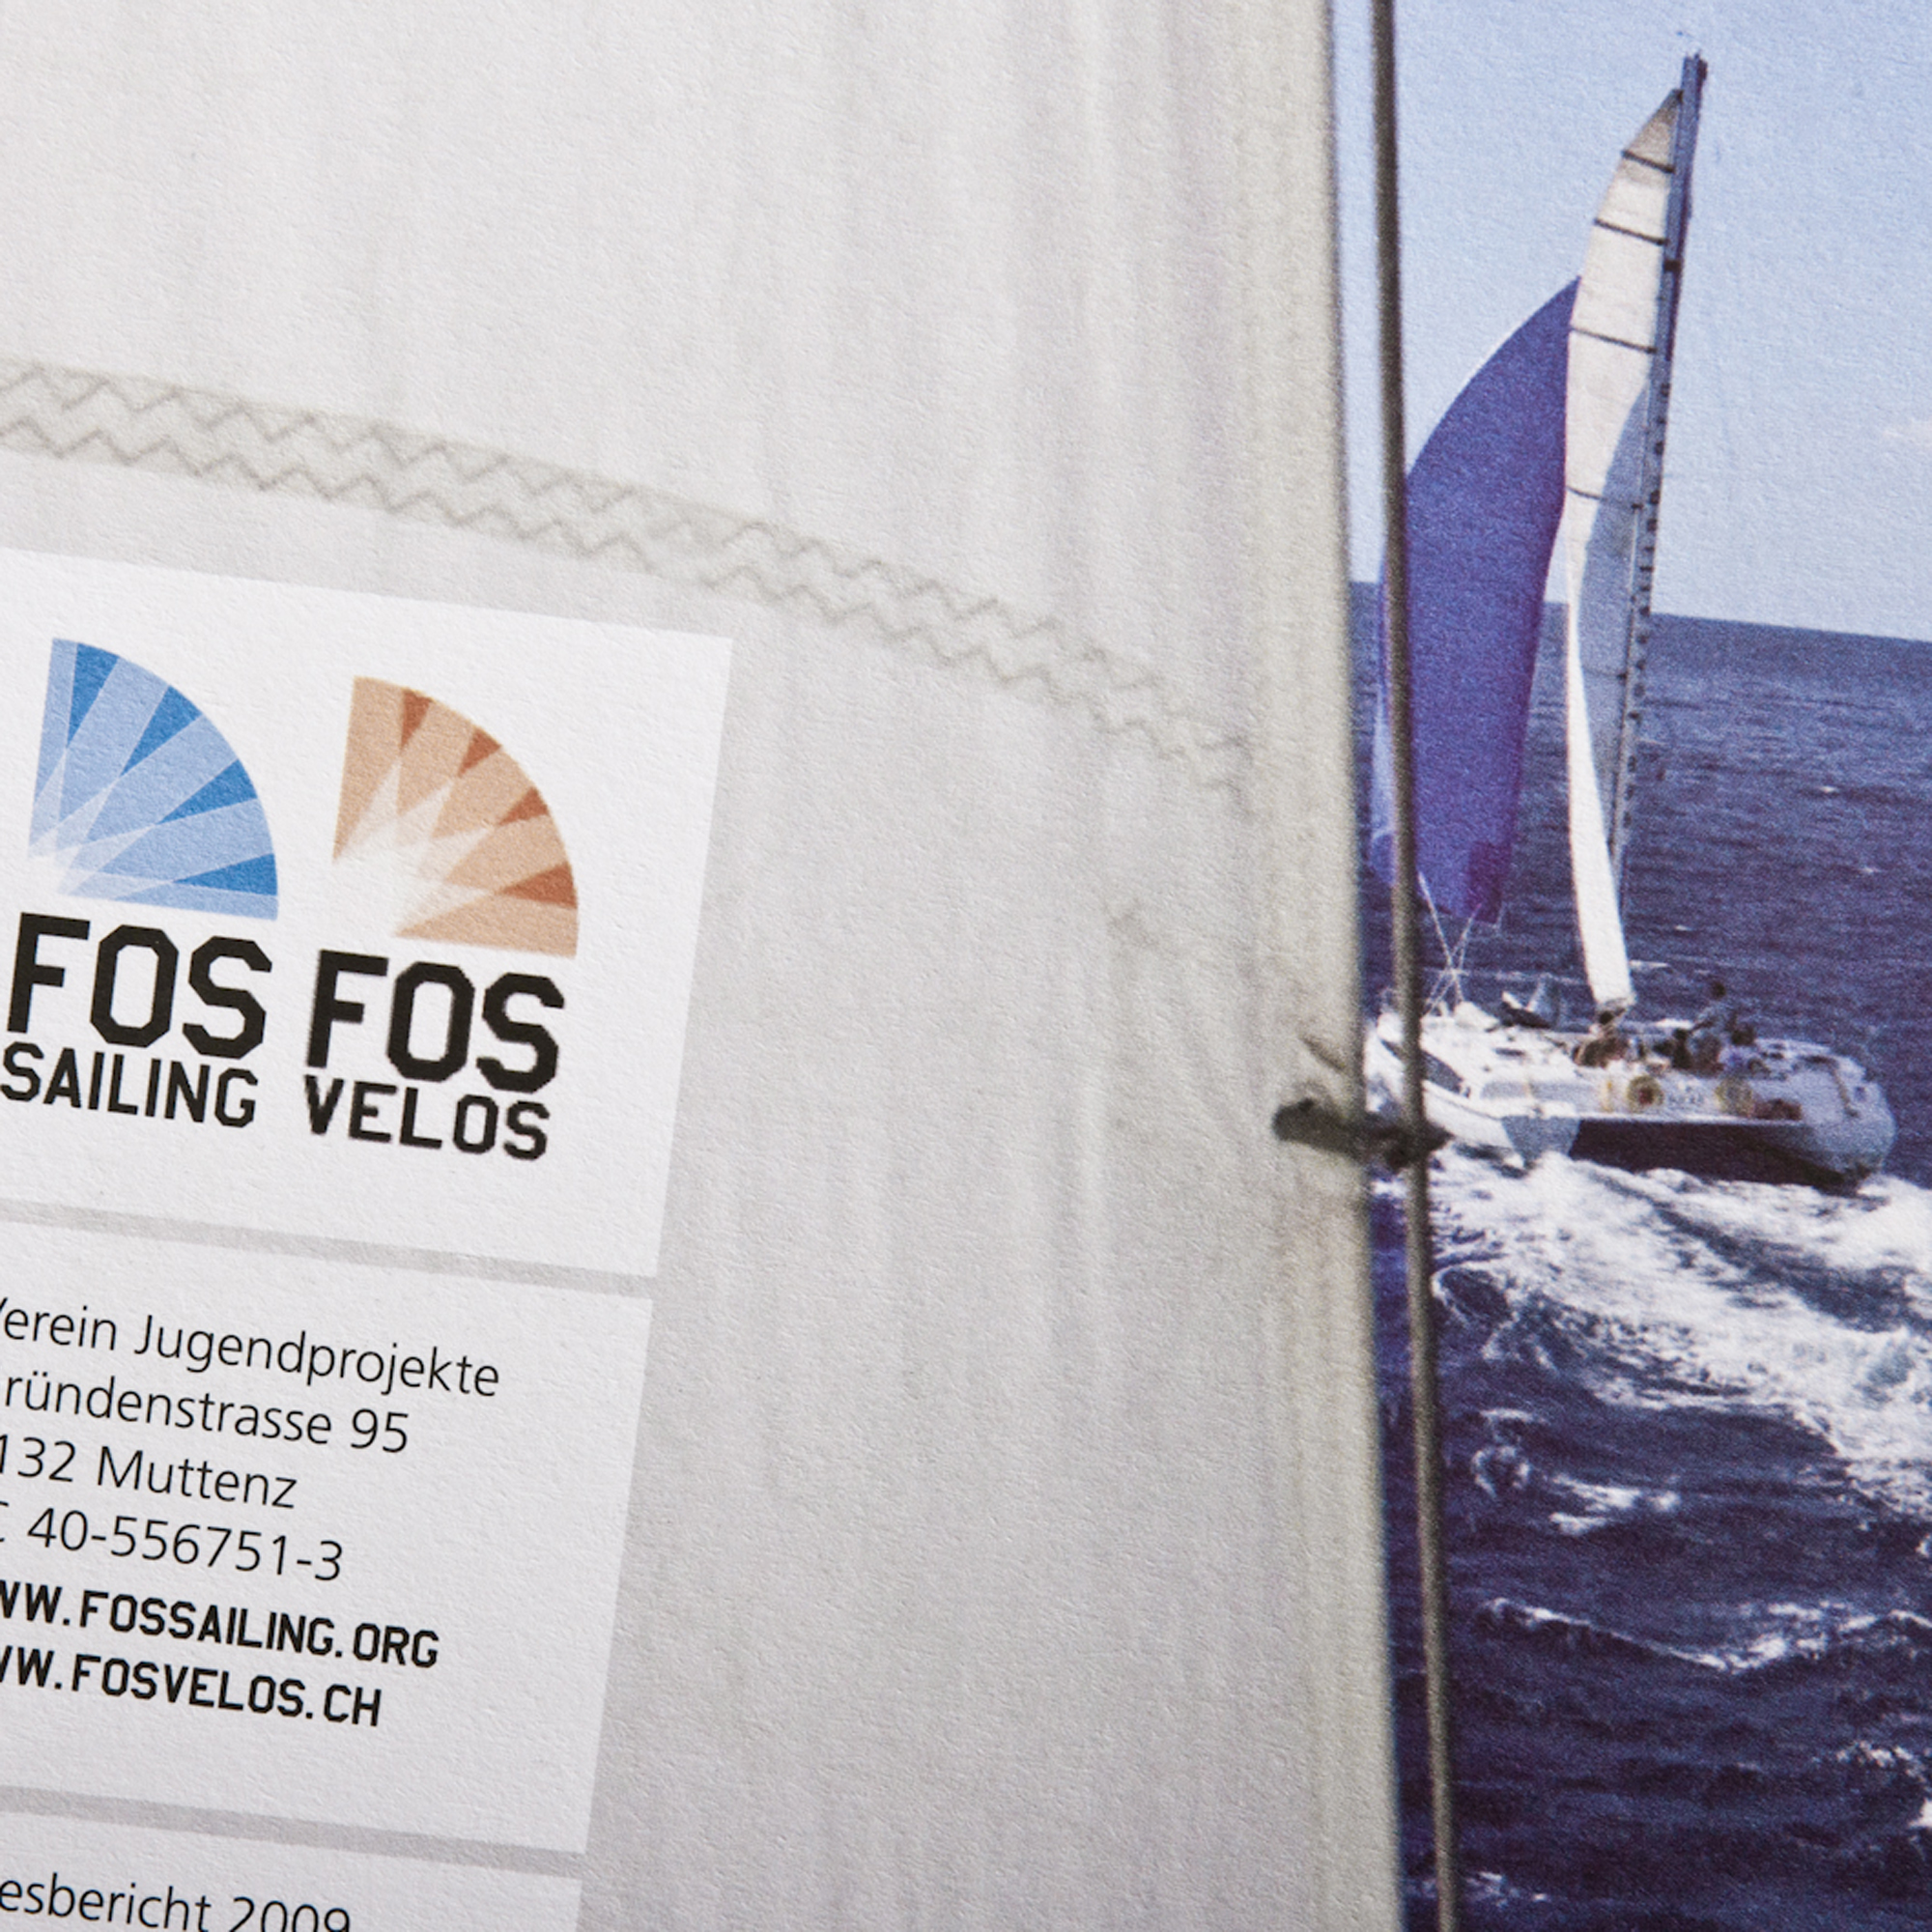 FOS FOS
SAILING VELOS
Verein Jugendprojekte
ründenstrasse 95
132 Muttenz
C 40-556751-3
WW.FOSSAILING.ORG
WW.FOSVELOS.CH
esbericht 2009